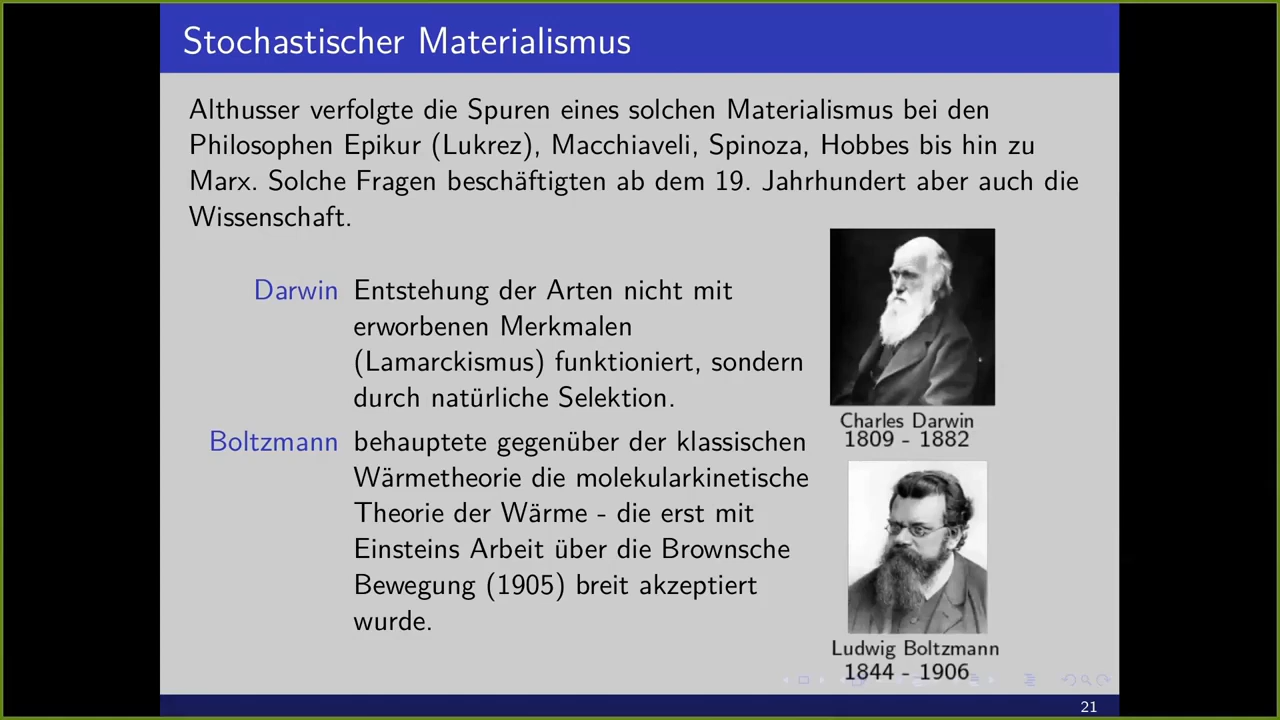 Stochastischer Materialismus
Althusser verfolgte die Spuren eines solchen Materialismus bei den
Philosophen Epikur (Lukrez), Macchiaveli, Spinoza, Hobbes bis hin zu
Marx. Solche Fragen beschäftigten ab dem 19. Jahrhundert aber auch die
Wissenschaft.
Darwin Entstehung der Arten nicht mit
erworbenen Merkmalen
(Lamarckismus) funktioniert, sondern
durch natürliche Selektion.
Charles Darwin
1809 - 1882
Boltzmann behauptete gegenüber der klassischen
Wärmetheorie die molekularkinetische
Theorie der Wärme - die erst mit
Einsteins Arbeit über die Brownsche
Bewegung (1905) breit akzeptiert
wurde.
Ludwig Boltzmann
1844 - 1906
21